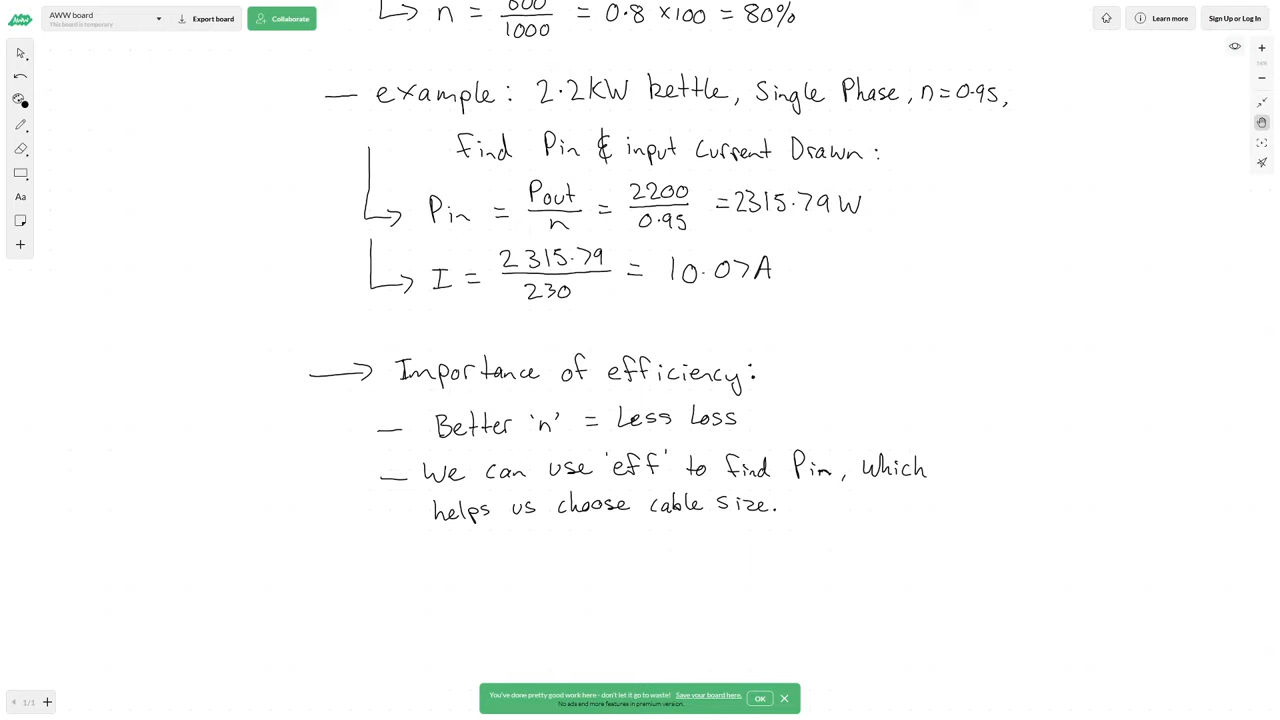 AWW board
This board is temporary
Export board
Collaborate
Learn more
Sign Up or Log In
n = 800/1000 = 0.8 ×100 = 80%
— example: 2.2KW kettle, Single Phase, n=0.95,
find Pin & input current Drawn:
Pin = Pout/n = 2200/0.95 = 2315.79W
I = 2315.79/230 = 10.07A
→ Importance of efficiency:
— Better 'n' = Less Loss
— We can use 'eff' to find Pin, which
helps us choose cable size.
Aa
1/1
You've done pretty good work here - don't let it go to waste! Save your board here.
No ads and more features in premium version.
OK